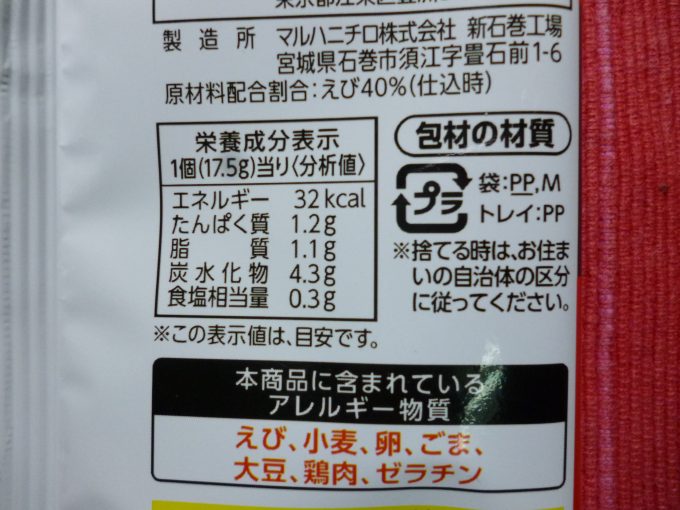 製造所 マルハニチロ株式会社 新石巻工場
宮城県石巻市須江字畳石前1-6
原材料配合割合:えび40%(仕込時)
栄養成分表示
1個(17.5g)当り〈分析値〉
エネルギー 32kcal
たんぱく質 1.2g
脂質 1.1g
炭水化物 4.3g
食塩相当量 0.3g
※この表示値は、目安です。
包材の材質
プラ
袋:PP,M
トレイ:PP
※捨てる時は、お住ま
いの自治体の区分
に従ってください。
本商品に含まれている
アレルギー物質
えび、小麦、卵、ごま、
大豆、鶏肉、ゼラチン